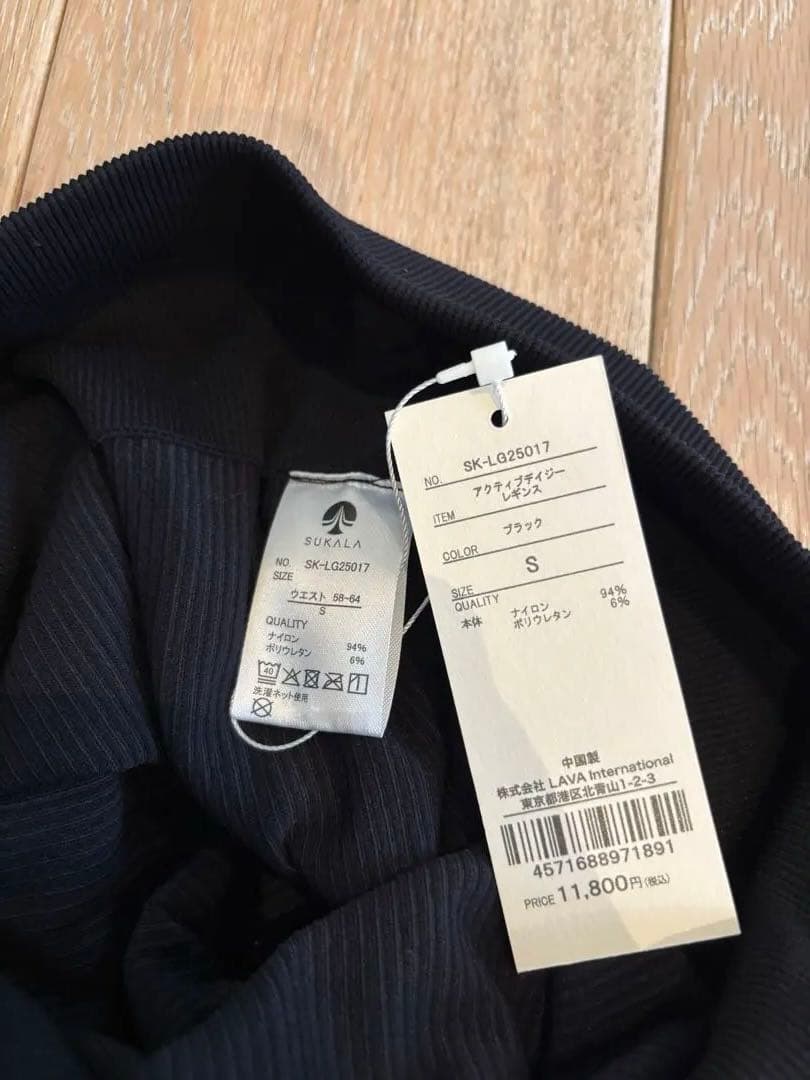 SUKALA
NO. SK-LG25017
SIZE
ウエスト 58-64
S
QUALITY
ナイロン 94%
ポリウレタン 6%
40
洗濯ネット使用
NO. SK-LG25017
アクティブデイジー
レギンス
ITEM
ブラック
COLOR
S
SIZE
QUALITY
本体 ナイロン 94%
ポリウレタン 6%
中国製
株式会社 LAVA International
東京都港区北青山1-2-3
4571688971891
PRICE 11,800円(税込)